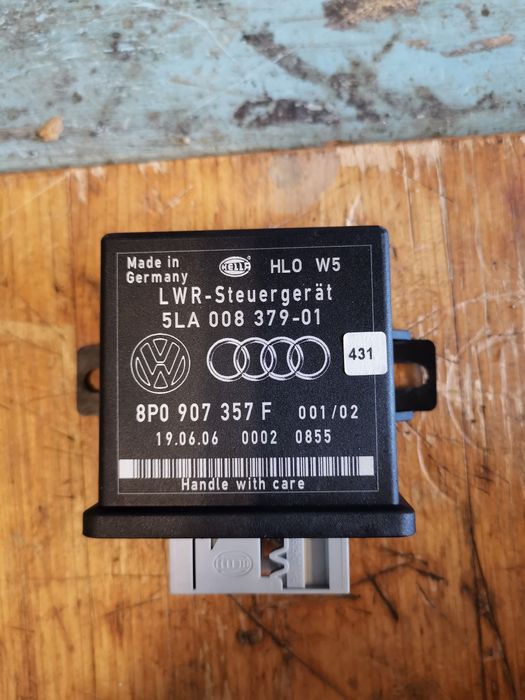 Made in
Germany
HELLA
HLO W5
LWR-Steuergerät
5LA 008 379-01
431
8P0 907 357 F 001/02
19.06.06 0002 0855
Handle with care
HELLA